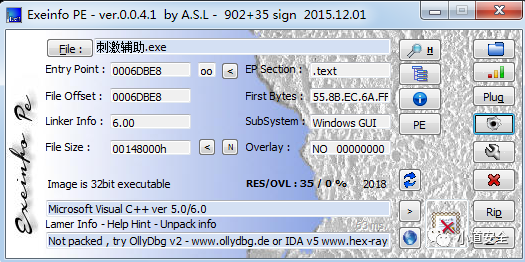 Exeinfo PE - ver.0.0.4.1 by A.S.L - 902+35 sign 2015.12.01
File : 刺激辅助.exe
H
Entry Point : 0006DBE8 oo < EP Section : .text
File Offset : 0006DBE8 First Bytes : 55.8B.EC.6A.FF
Plug
Linker Info : 6.00 SubSystem : Windows GUI
PE
File Size : 00148000h < N Overlay : NO 00000000
Image is 32bit executable RES/OVL : 35 / 0 % 2018
Microsoft Visual C++ ver 5.0/6.0
>
Rip
Lamer Info - Help Hint - Unpack info
Not packed , try OllyDbg v2 - www.ollydbg.de or IDA v5 www.hex-ray
Exeinfo Pe
小道安全